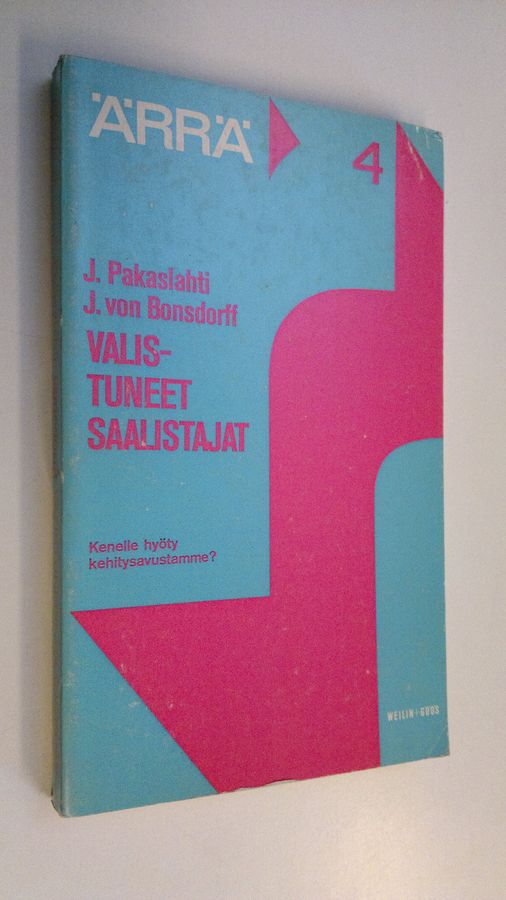 ÄRRÄ
4
J. Pakaslahti
J. von Bonsdorff
VALIS-
TUNEET
SAALISTAJAT
Kenelle hyöty
kehitysavustamme?
WEILIN+GÖÖS